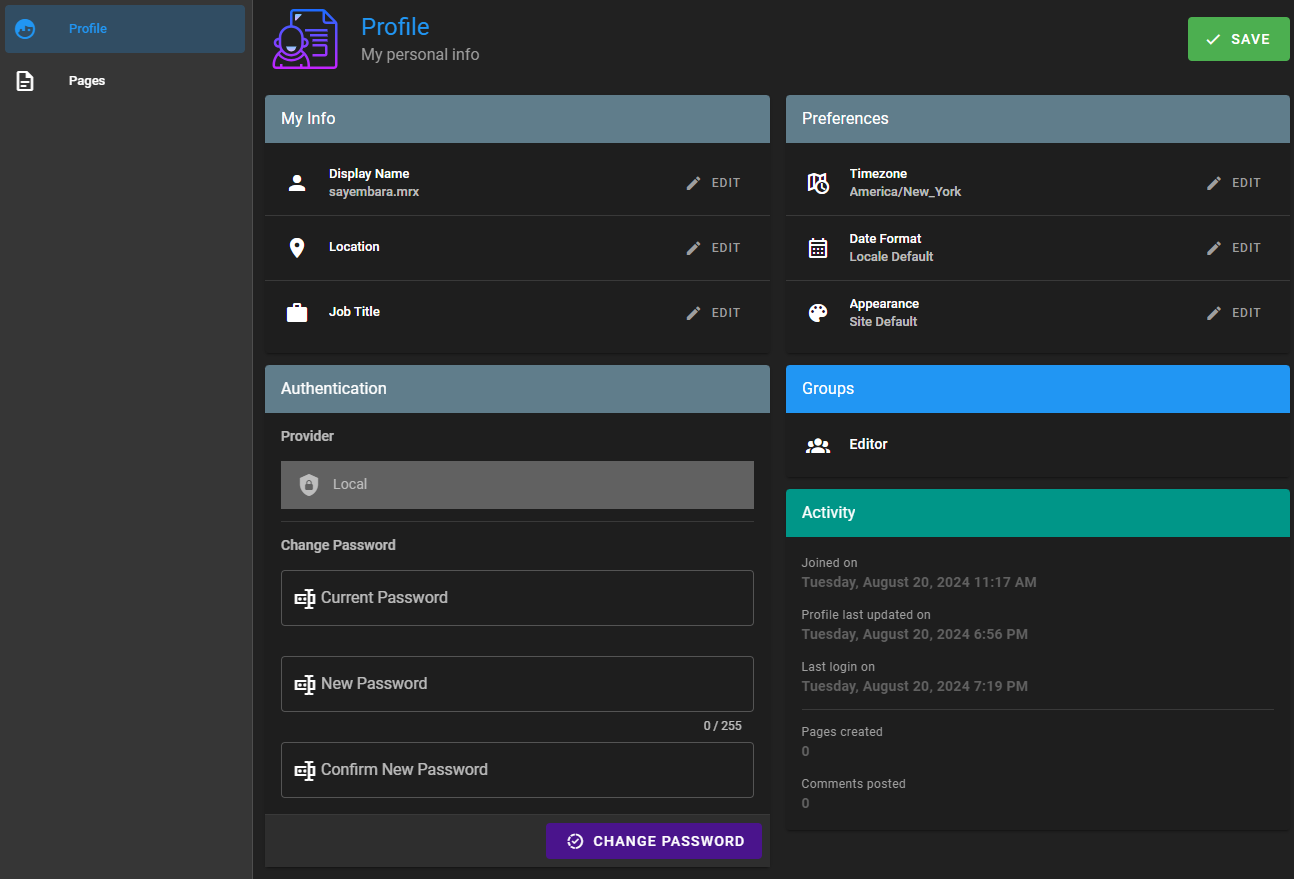 Profile
Pages
Profile
My personal info
SAVE
My Info
Display Name
sayembara.mrx
EDIT
Location
EDIT
Job Title
EDIT
Preferences
Timezone
America/New_York
EDIT
Date Format
Locale Default
EDIT
Appearance
Site Default
EDIT
Authentication
Provider
Local
Change Password
Current Password
New Password
0 / 255
Confirm New Password
CHANGE PASSWORD
Groups
Editor
Activity
Joined on
Tuesday, August 20, 2024 11:17 AM
Profile last updated on
Tuesday, August 20, 2024 6:56 PM
Last login on
Tuesday, August 20, 2024 7:19 PM
Pages created
0
Comments posted
0